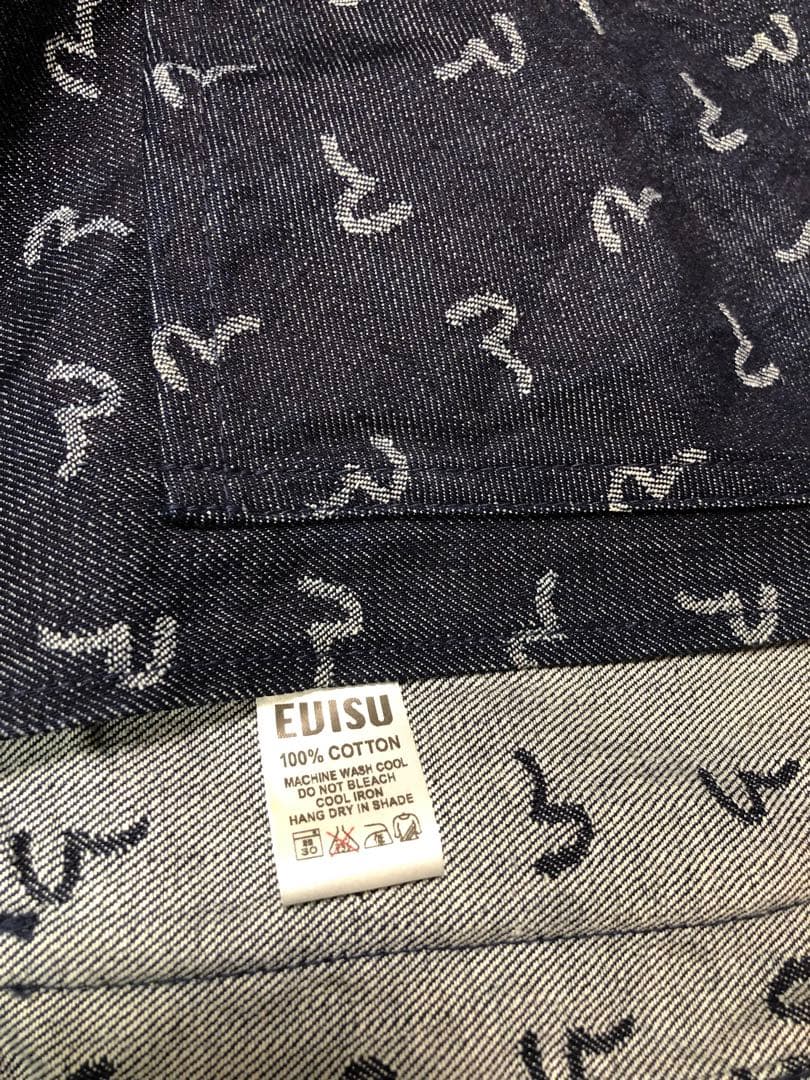 EVISU
100% COTTON
MACHINE WASH COOL
DO NOT BLEACH
COOL IRON
HANG DRY IN SHADE
30